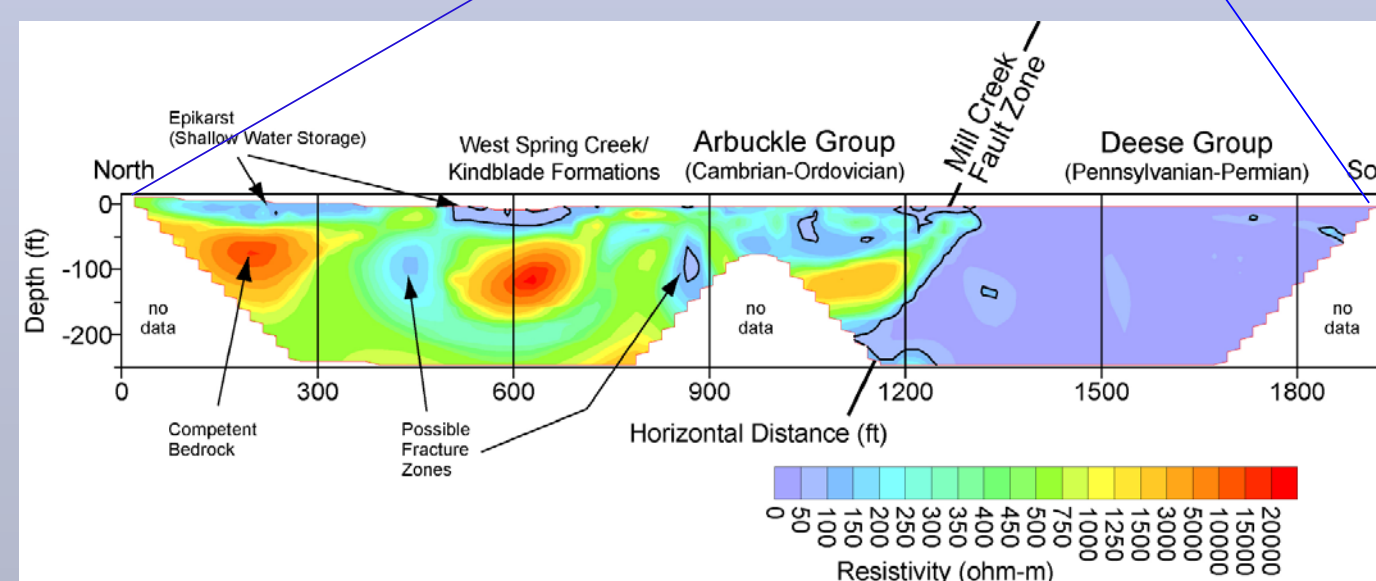 Epikarst
(Shallow Water Storage)
West Spring Creek/
Kindblade Formations
Arbuckle Group
(Cambrian-Ordovician)
Mill Creek
Fault Zone
Deese Group
(Pennsylvanian-Permian)
North
So
Depth (ft)
0
-100
-200
no
data
no
data
no
data
0
300
600
900
1200
1500
1800
Competent
Bedrock
Possible
Fracture
Zones
Horizontal Distance (ft)
0
50
100
150
200
250
300
350
400
450
500
750
1000
1250
1500
3000
5000
10000
15000
20000
Resistivity (ohm-m)